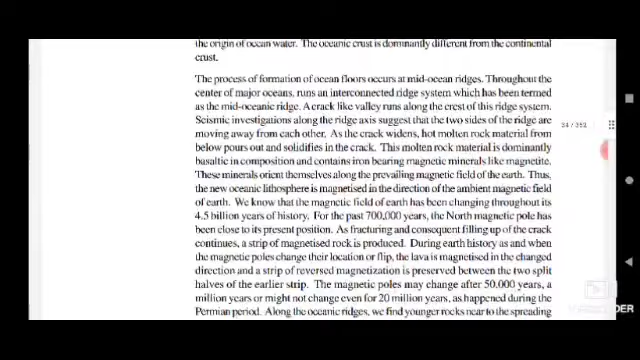 the origin of ocean water. The oceanic crust is dominantly different from the continental
crust.
The process of formation of ocean floors occurs at mid-ocean ridges. Throughout the
center of major oceans, runs an interconnected ridge system which has been termed
as the mid-oceanic ridge. A crack like valley runs along the crest of this ridge system.
Seismic investigations along the ridge axis suggest that the two sides of the ridge are
moving away from each other. As the crack widens, hot molten rock material from
below pours out and solidifies in the crack. This molten rock material is dominantly
basaltic in composition and contains iron bearing magnetic minerals like magnetite.
These minerals orient themselves along the prevailing magnetic field of the earth. Thus,
the new oceanic lithosphere is magnetised in the direction of the ambient magnetic field
of earth. We know that the magnetic field of earth has been changing throughout its
4.5 billion years of history. For the past 700,000 years, the North magnetic pole has
been close to its present position. As fracturing and consequent filling up of the crack
continues, a strip of magnetised rock is produced. During earth history as and when
the magnetic poles change their location or flip, the lava is magnetised in the changed
direction and a strip of reversed magnetization is preserved between the two split
halves of the earlier strip. The magnetic poles may change after 50,000 years, a
million years or might not change even for 20 million years, as happened during the
Permian period. Along the oceanic ridges, we find younger rocks near to the spreading
34 / 352